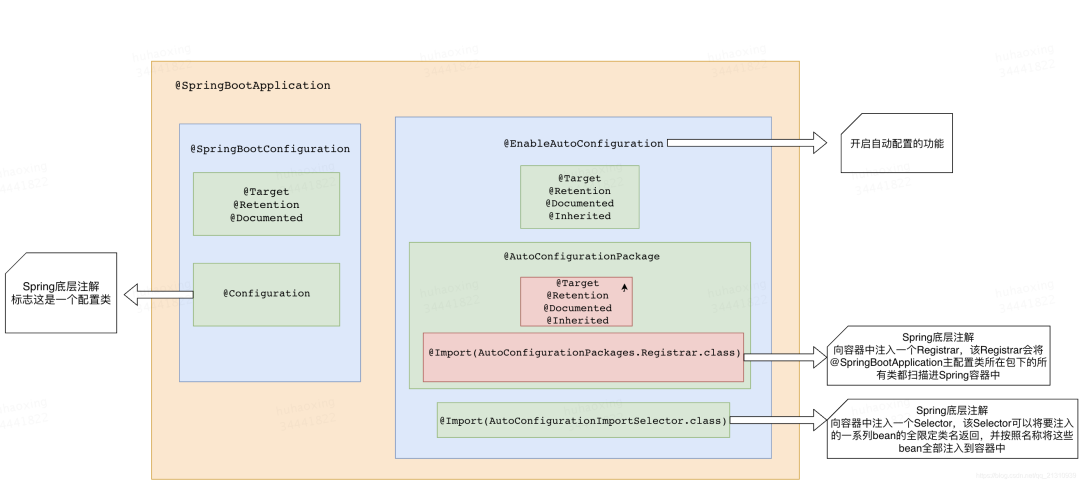 @SpringBootApplication
@SpringBootConfiguration
@Target
@Retention
@Documented
@Configuration
Spring底层注解
标志这是一个配置类
@EnableAutoConfiguration
开启自动配置的功能
@Target
@Retention
@Documented
@Inherited
@AutoConfigurationPackage
@Target
@Retention
@Documented
@Inherited
@Import(AutoConfigurationPackages.Registrar.class)
Spring底层注解
向容器中注入一个Registrar，该Registrar会将
@SpringBootApplication主配置类所在包下的所
有类都扫描进Spring容器中
@Import(AutoConfigurationImportSelector.class)
Spring底层注解
向容器中注入一个Selector，该Selector可以将要注入
的一系列bean的全限定类名返回，并按照名称将这些
bean全部注入到容器中